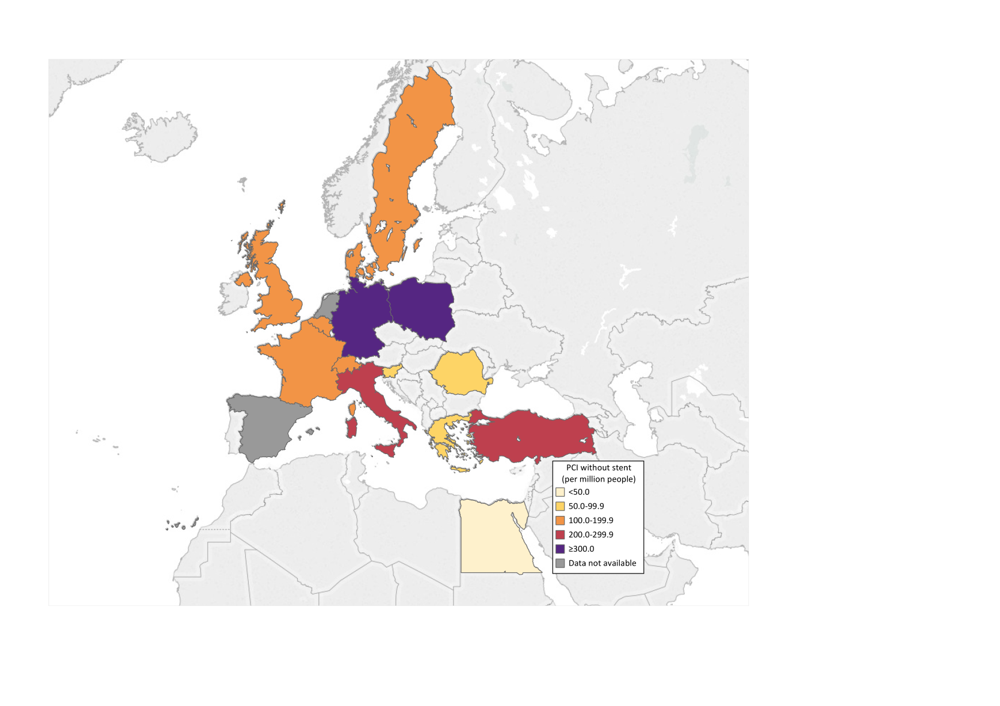 PCI without stent
(per million people)
<50.0
50.0-99.9
100.0-199.9
200.0-299.9
≥300.0
Data not available